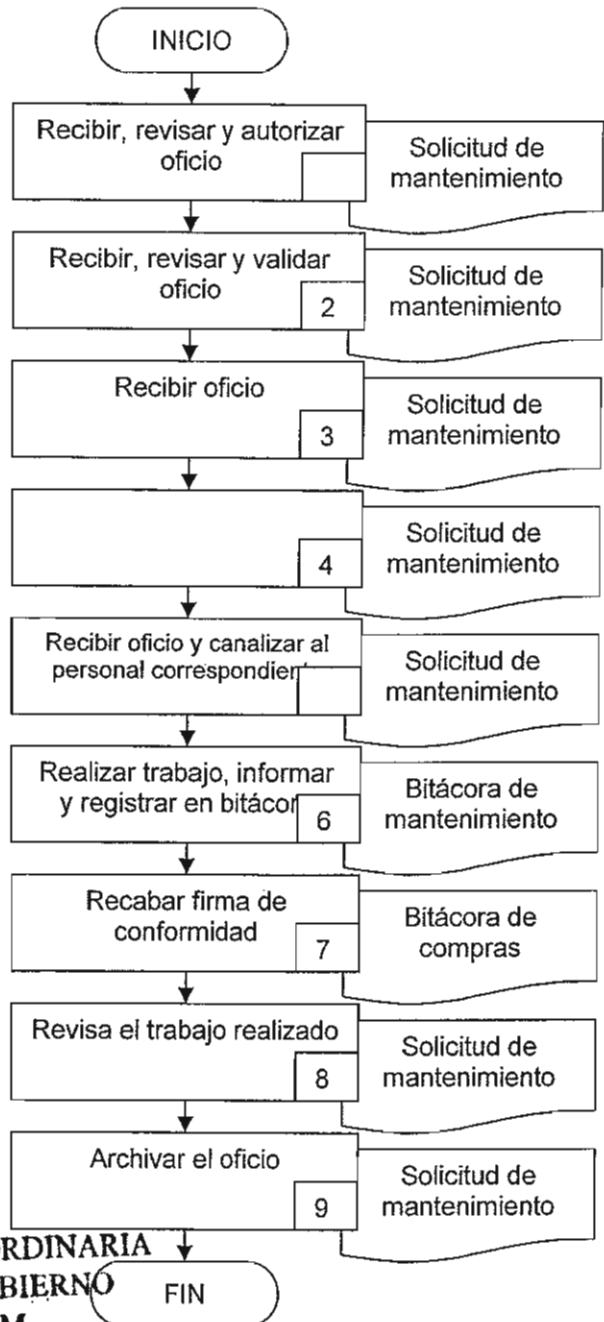 INICIO
Recibir, revisar y autorizar
oficio
Solicitud de
mantenimiento
Recibir, revisar y validar
oficio
2
Solicitud de
mantenimiento
Recibir oficio
3
Solicitud de
mantenimiento
4
Solicitud de
mantenimiento
Recibir oficio y canalizar al
personal correspondient
Solicitud de
mantenimiento
Realizar trabajo, informar
y registrar en bitácor
6
Bitácora de
mantenimiento
Recabar firma de
conformidad
7
Bitácora de
compras
Revisa el trabajo realizado
8
Solicitud de
mantenimiento
Archivar el oficio
9
Solicitud de
mantenimiento
RDINARIA
BIERNO
FIN